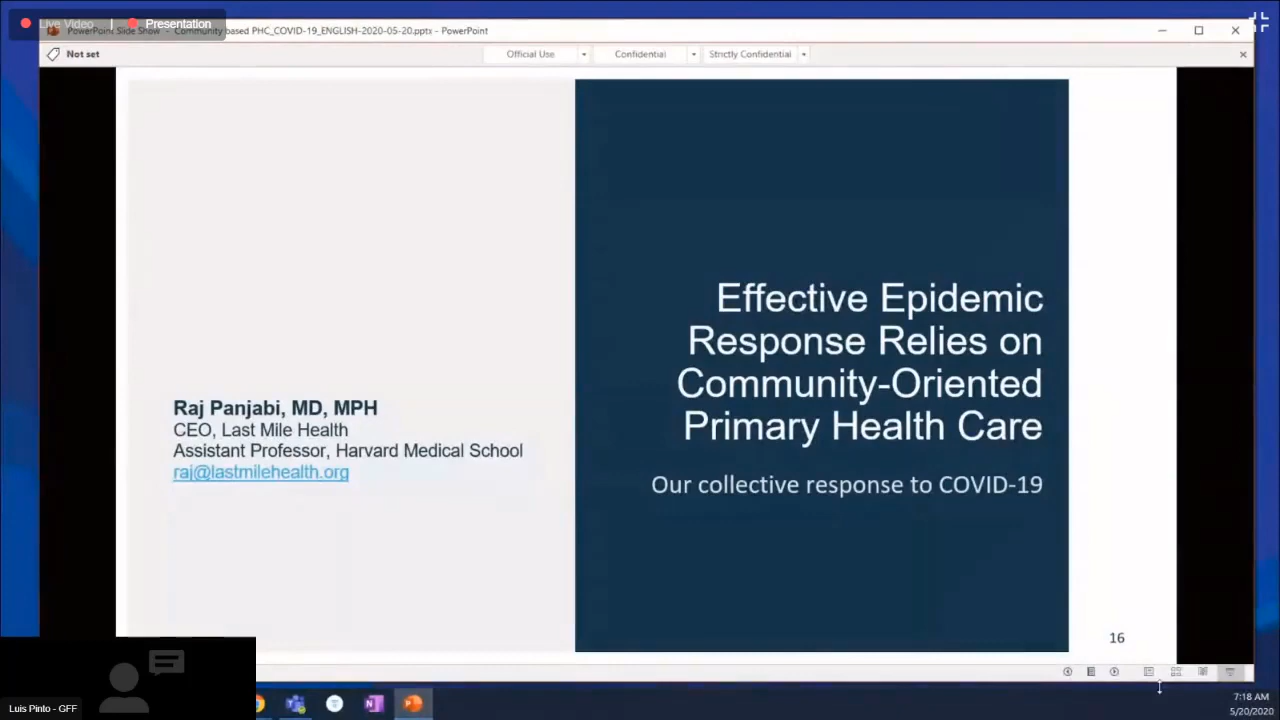 Live Video | Presentation
PowerPoint Slide Show - Community based PHC_COVID-19_ENGLISH-2020-05-20.pptx - PowerPoint
Not set
Official Use
Confidential
Strictly Confidential
Effective Epidemic
Response Relies on
Community-Oriented
Primary Health Care
Our collective response to COVID-19
Raj Panjabi, MD, MPH
CEO, Last Mile Health
Assistant Professor, Harvard Medical School
raj@lastmilehealth.org
16
Luis Pinto - GFF
7:18 AM
5/20/2020